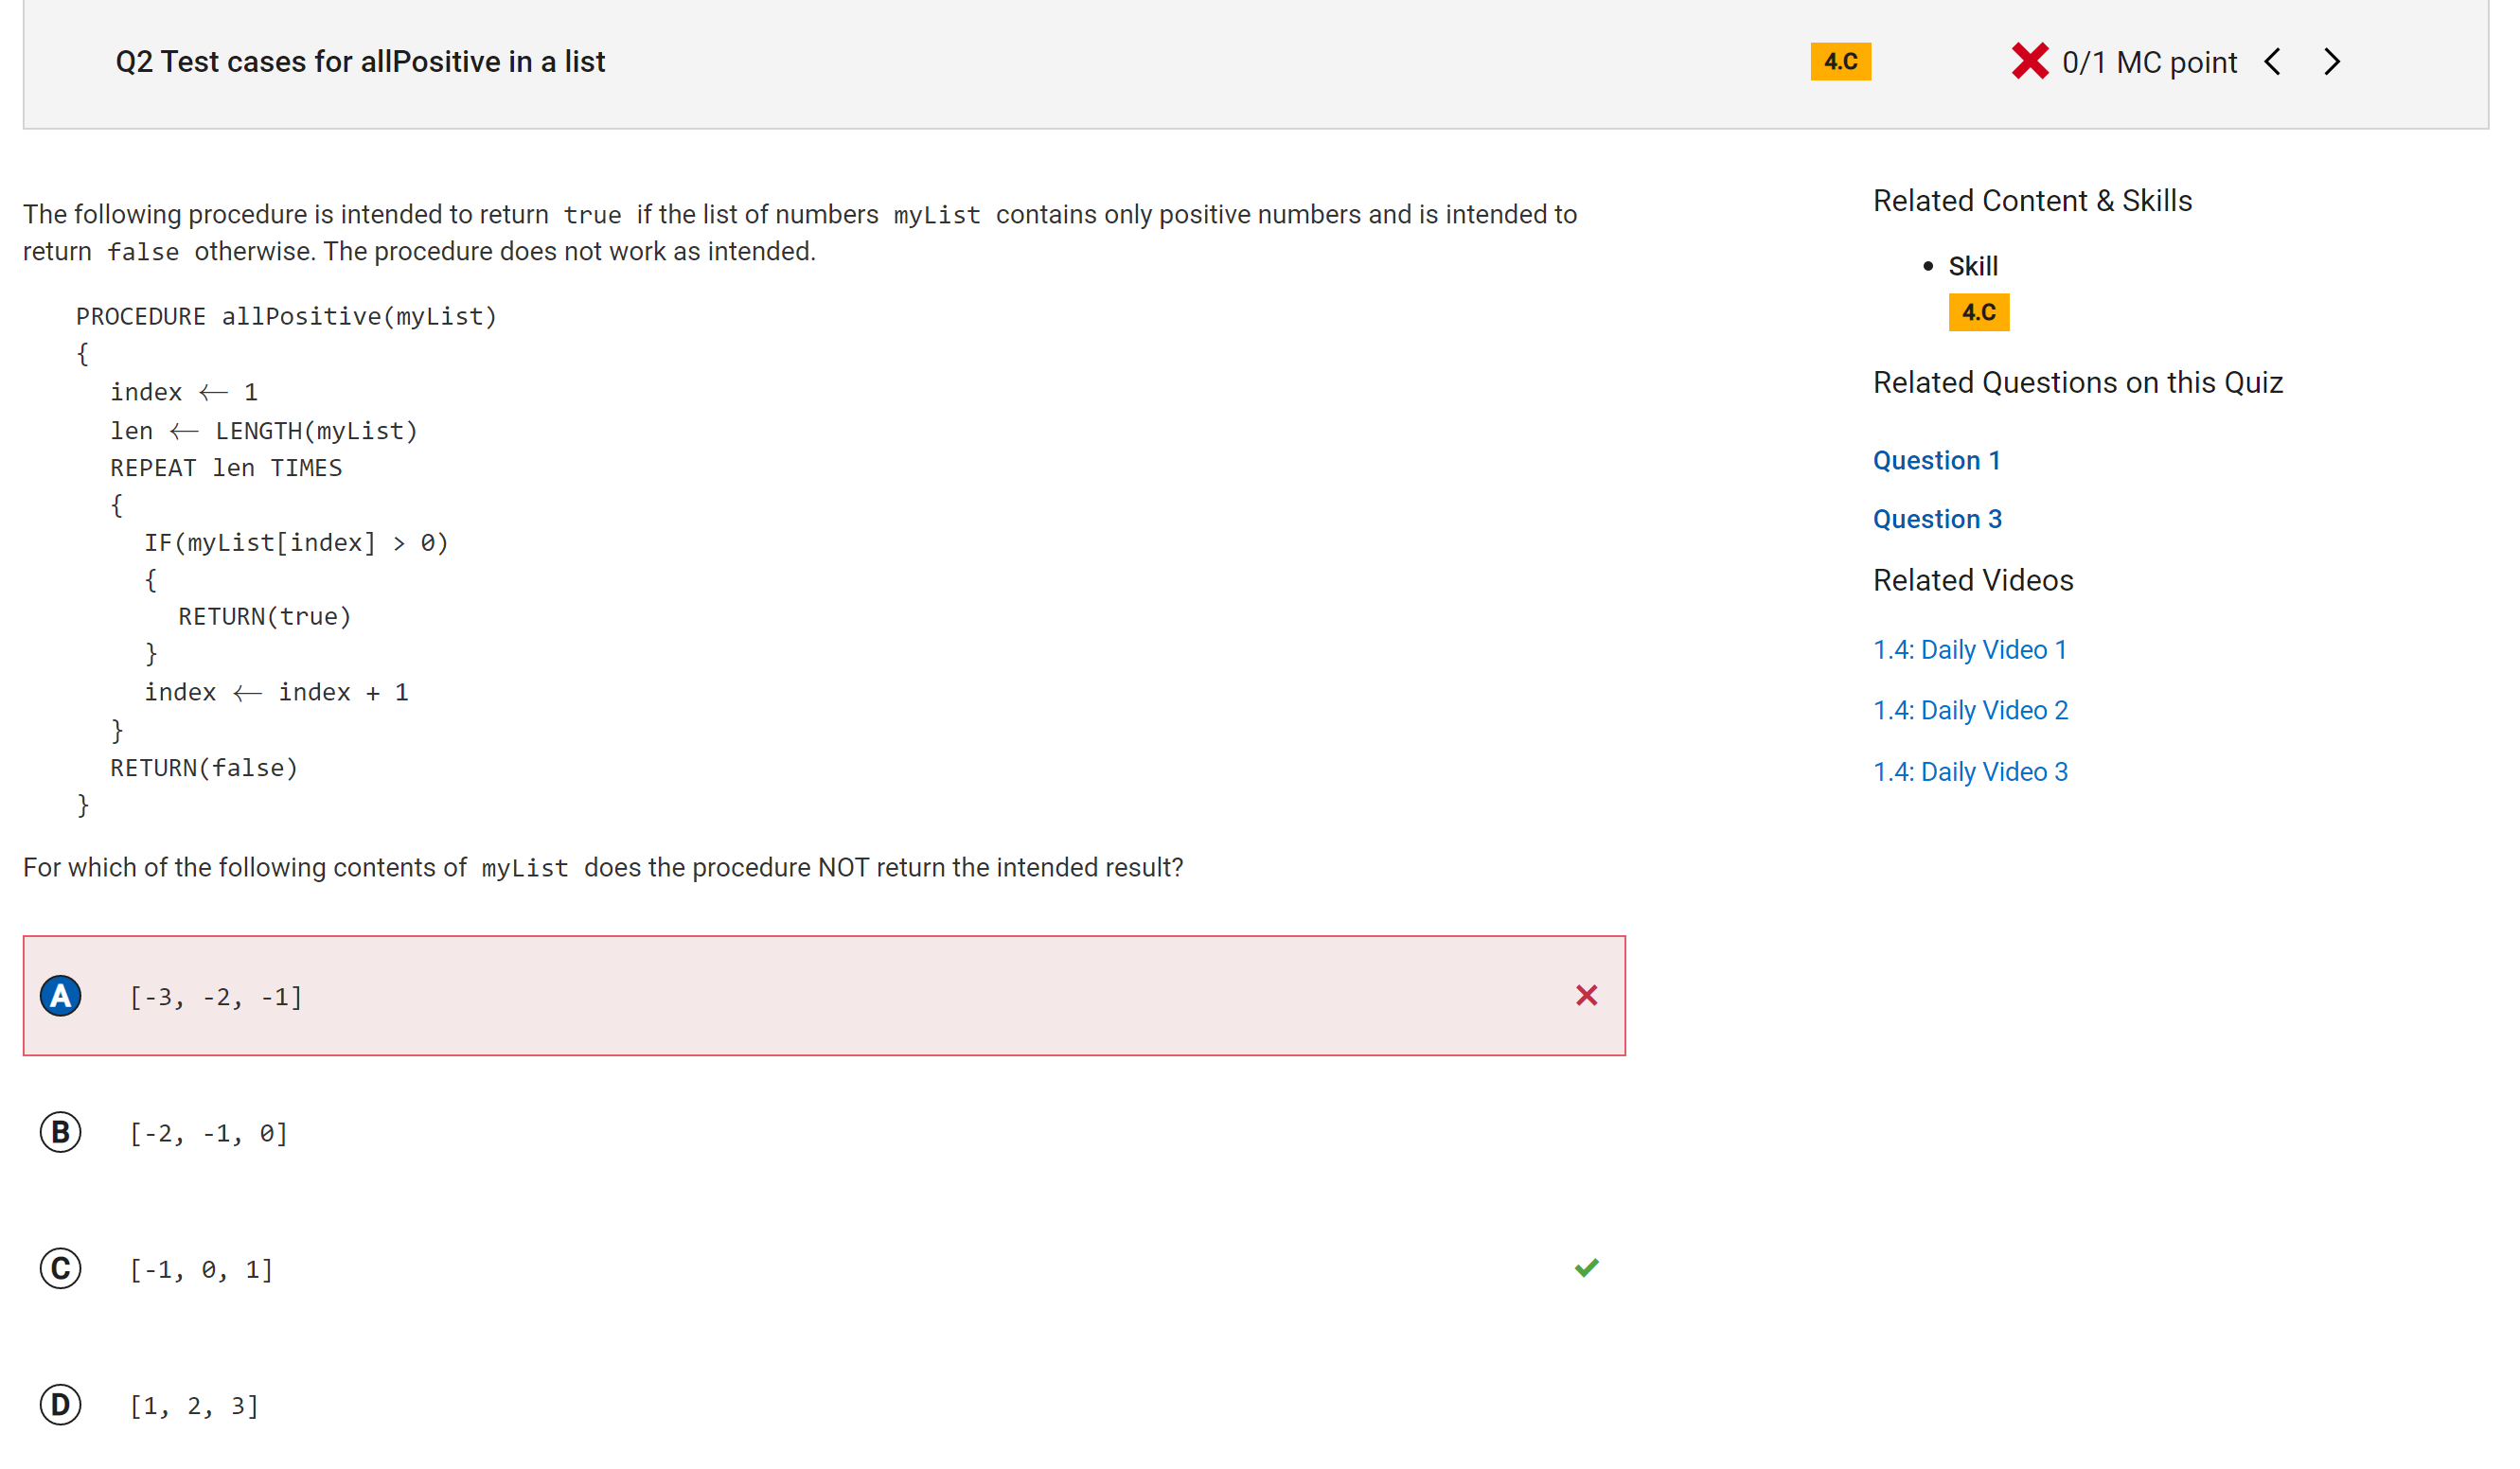 Q2 Test cases for allPositive in a list
4.C
0/1 MC point
The following procedure is intended to return true if the list of numbers myList contains only positive numbers and is intended to
return false otherwise. The procedure does not work as intended.
PROCEDURE allPositive(myList)
{
index ← 1
len ← LENGTH(myList)
REPEAT len TIMES
{
IF(myList[index] > 0)
{
RETURN(true)
}
index ← index + 1
}
RETURN(false)
}
For which of the following contents of myList does the procedure NOT return the intended result?
A [-3, -2, -1]
B [-2, -1, 0]
C [-1, 0, 1]
D [1, 2, 3]
Related Content & Skills
• Skill
4.C
Related Questions on this Quiz
Question 1
Question 3
Related Videos
1.4: Daily Video 1
1.4: Daily Video 2
1.4: Daily Video 3